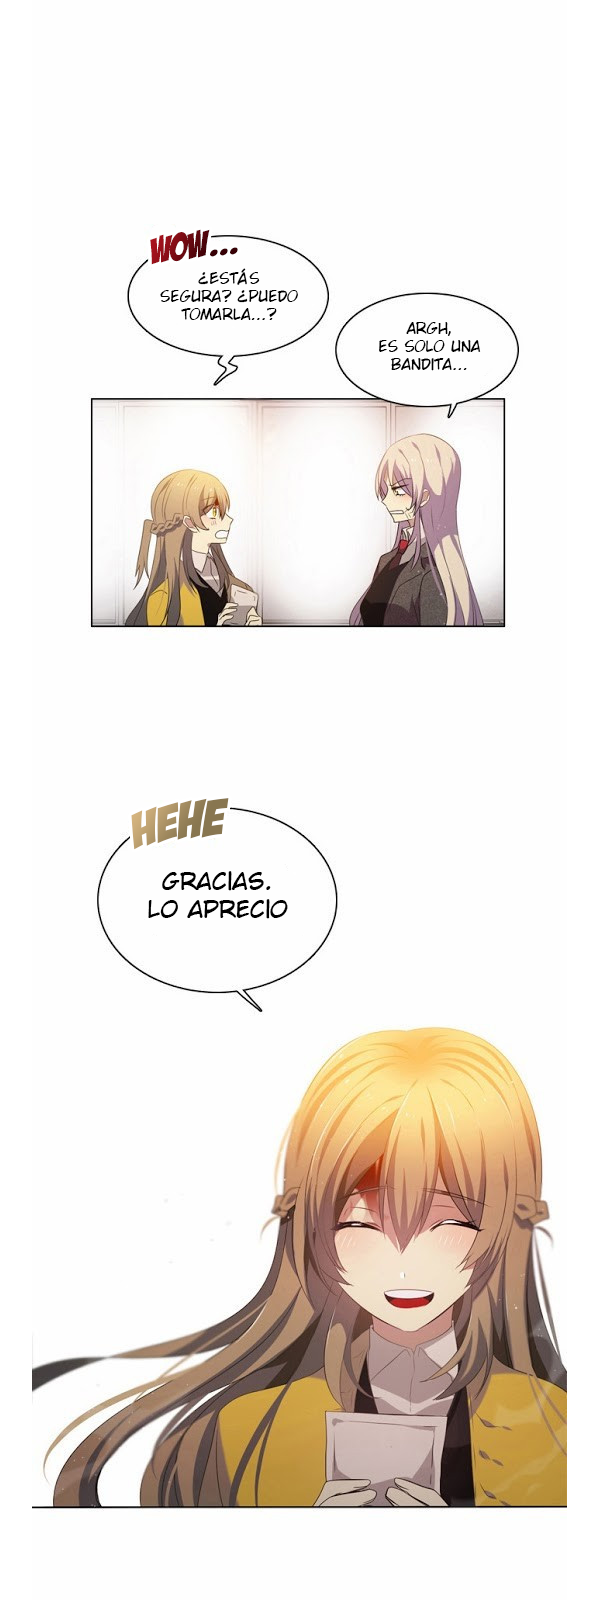 WOW...
¿ESTÁS
SEGURA? ¿PUEDO
TOMARLA...?
ARGH,
ES SOLO UNA
BANDITA...
HEHE
GRACIAS.
LO APRECIO